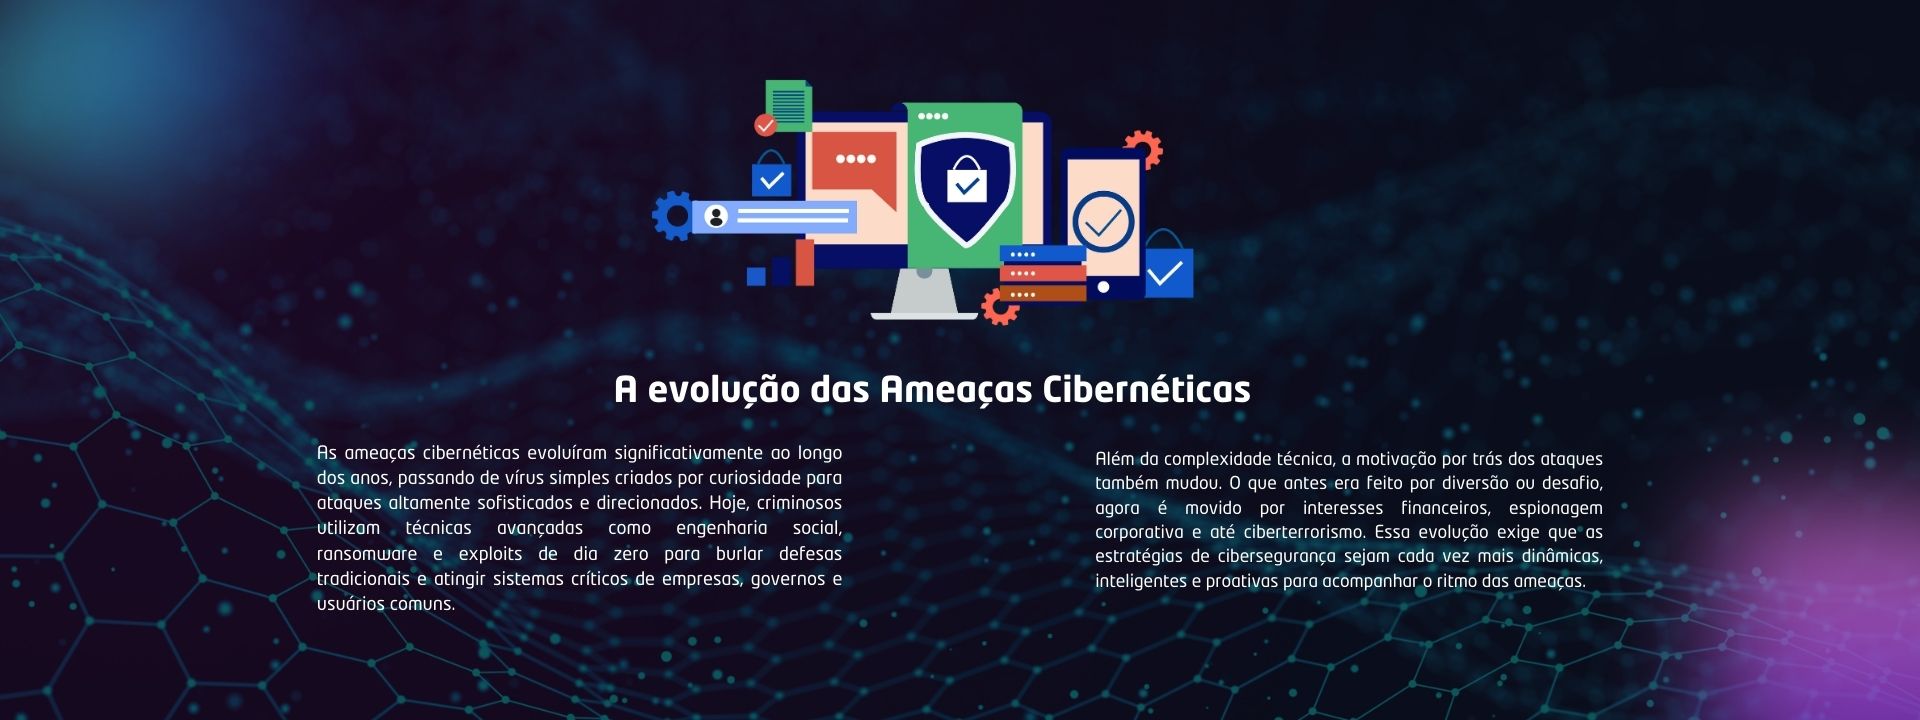 A evolução das Ameaças Cibernéticas
As ameaças cibernéticas evoluíram significativamente ao longo
dos anos, passando de vírus simples criados por curiosidade para
ataques altamente sofisticados e direcionados. Hoje, criminosos
utilizam técnicas avançadas como engenharia social,
ransomware e exploits de dia zero para burlar defesas
tradicionais e atingir sistemas críticos de empresas, governos e
usuários comuns.
Além da complexidade técnica, a motivação por trás dos ataques
também mudou. O que antes era feito por diversão ou desafio,
agora é movido por interesses financeiros, espionagem
corporativa e até ciberterrorismo. Essa evolução exige que as
estratégias de cibersegurança sejam cada vez mais dinâmicas,
inteligentes e proativas para acompanhar o ritmo das ameaças.